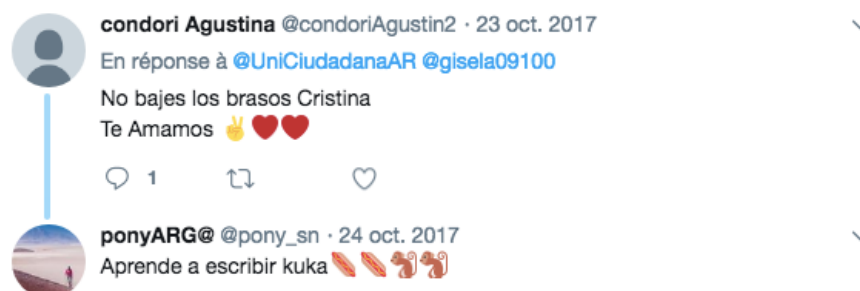 condori Agustina @condoriAgustin2 · 23 oct. 2017
En réponse à @UniCiudadanaAR @gisela09100
No bajes los brasos Cristina
Te Amamos ✌️❤️❤️
1
ponyARG@ @pony_sn · 24 oct. 2017
Aprende a escribir kuka🌭🌭🐒🐒